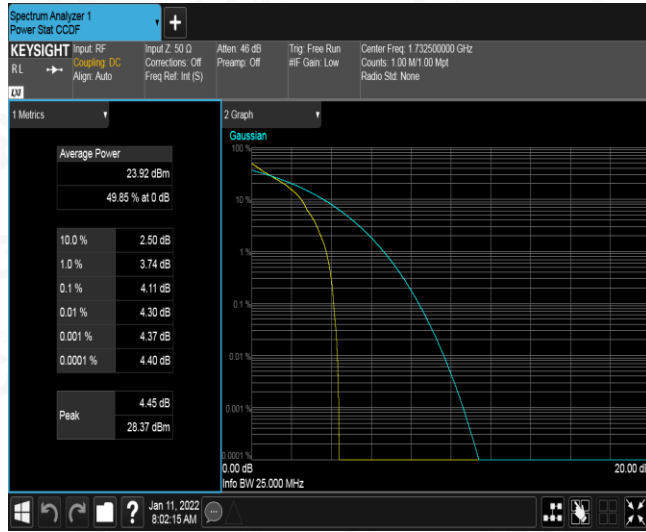 Spectrum Analyzer 1
Power Stat CCDF
+
KEYSIGHT Input: RF Input Z: 50 Ω Atten: 46 dB Trig: Free Run Center Freq: 1.732500000 GHz
RL Coupling: DC Corrections: Off Preamp: Off #IF Gain: Low Counts: 1.00 M/1.00 Mpt
Align: Auto Freq Ref: Int (S) Radio Std: None
LXI
1 Metrics 2 Graph
Gaussian
Average Power
23.92 dBm
49.85 % at 0 dB
10.0 % 2.50 dB
1.0 % 3.74 dB
0.1 % 4.11 dB
0.01 % 4.30 dB
0.001 % 4.37 dB
0.0001 % 4.40 dB
Peak 4.45 dB
28.37 dBm
100 %
10 %
1 %
0.1 %
0.01 %
0.001 %
0.0001 %
0.00 dB 20.00 dB
Info BW 25.000 MHz
? Jan 11, 2022
8:02:15 AM